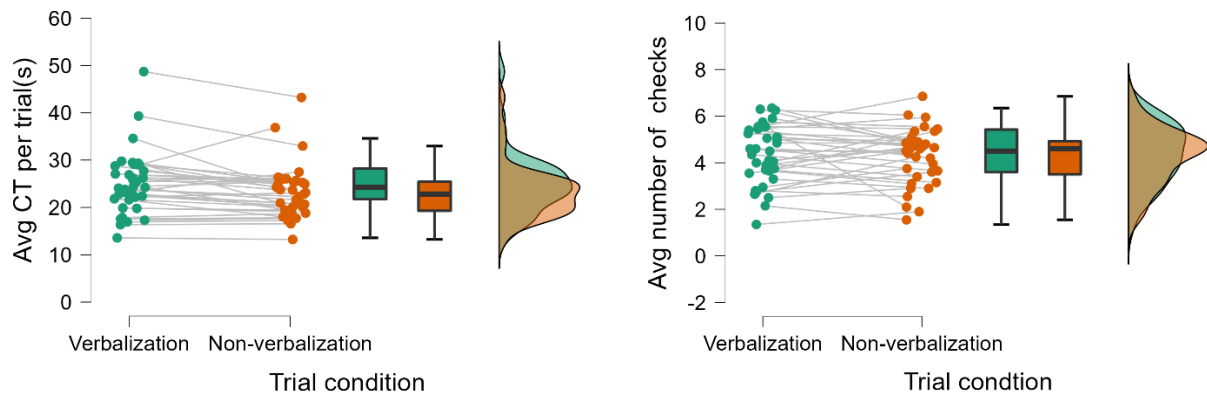 60
50
40
30
20
10
0
Avg CT per trial(s)
Verbalization Non-verbalization
Trial condition
10
8
6
4
2
0
-2
Avg number of checks
Verbalization Non-verbalization
Trial condtion